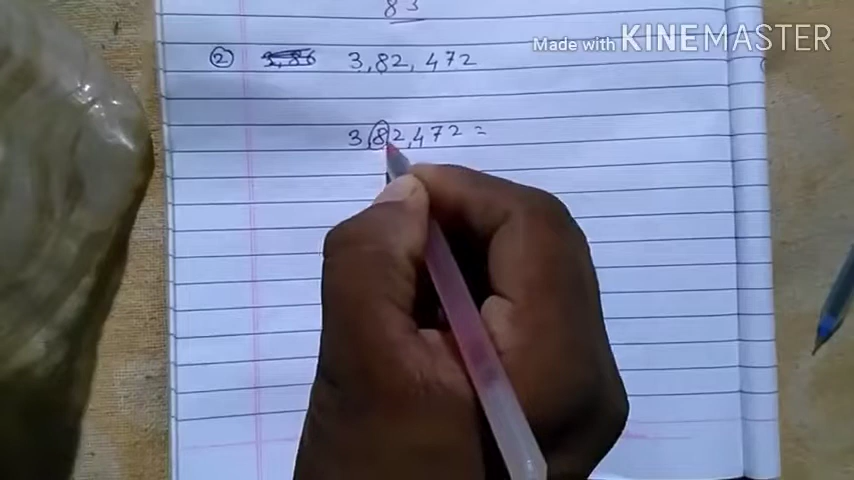 83
Made with KINEMASTER
② 3,82,472
3,82,472 =